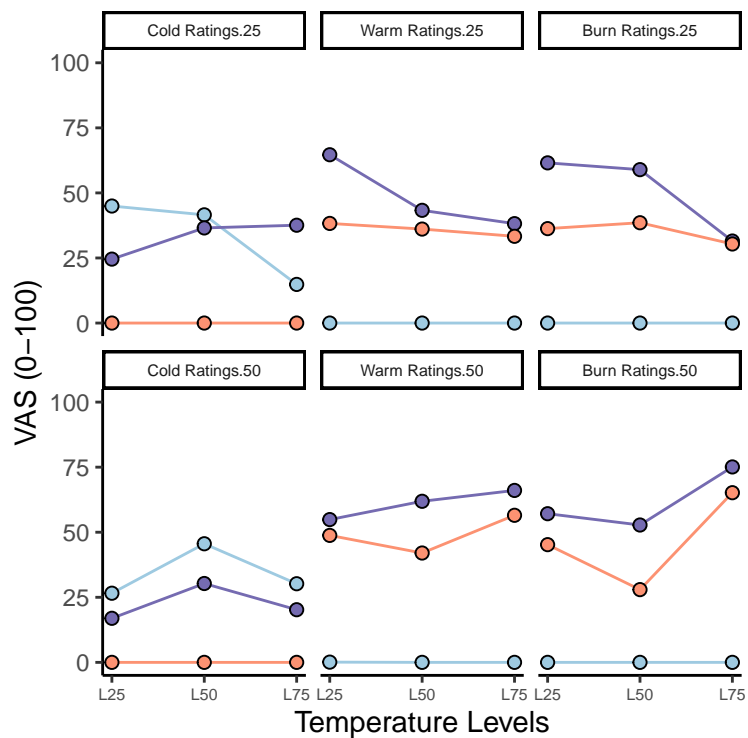 Cold Ratings.25 Warm Ratings.25 Burn Ratings.25
100
75
50
25
0
Cold Ratings.50 Warm Ratings.50 Burn Ratings.50
100
75
50
25
0
VAS (0−100)
L25 L50 L75 L25 L50 L75 L25 L50 L75
Temperature Levels